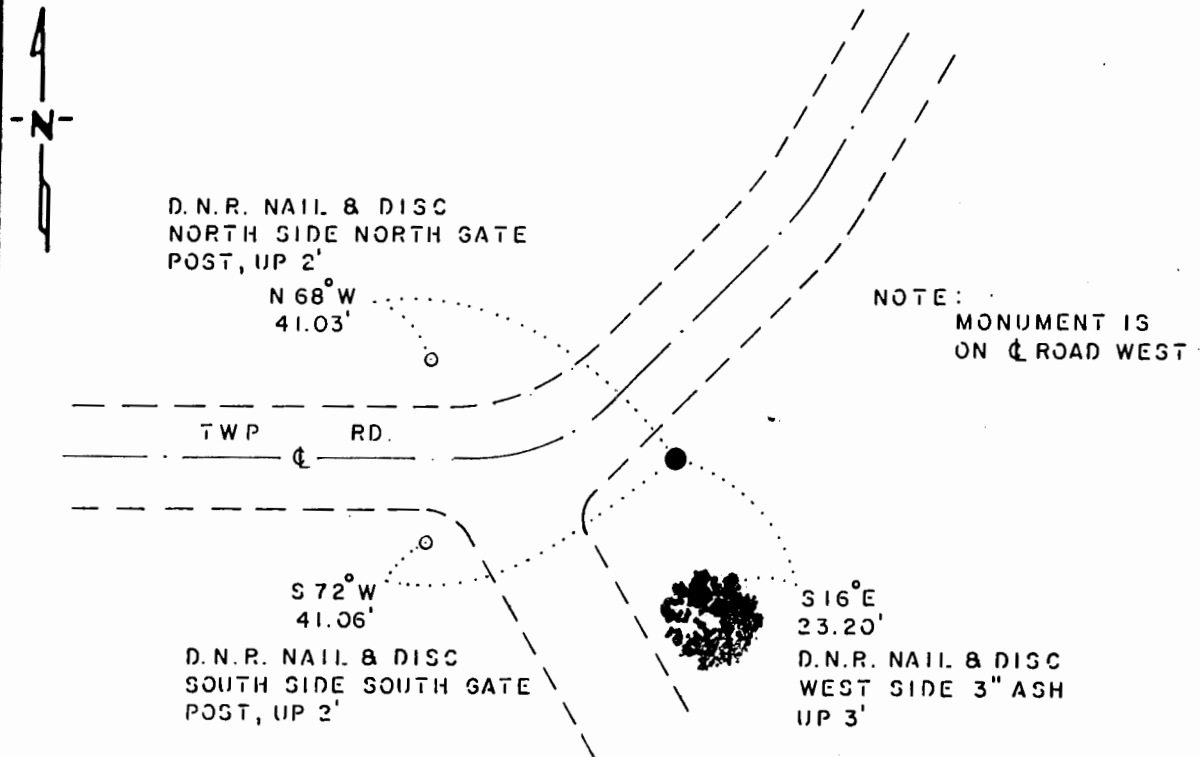 -N-
D.N.R. NAIL & DISC
NORTH SIDE NORTH GATE
POST, UP 2'
N 68°W
41.03'
NOTE:
MONUMENT IS
ON ℄ ROAD WEST
TWP RD.
℄
S 72°W
41.06'
D.N.R. NAIL & DISC
SOUTH SIDE SOUTH GATE
POST, UP 2'
S 16°E
23.20'
D.N.R. NAIL & DISC
WEST SIDE 3" ASH
UP 3'